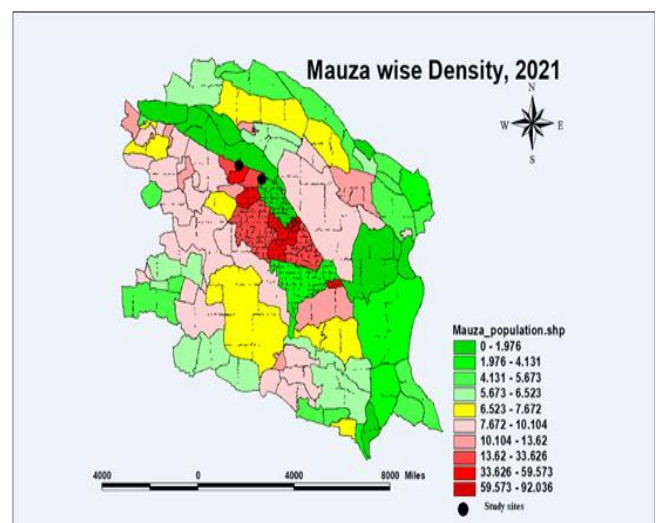 Mauza wise Density, 2021
N
W E
S
Mauza_population.shp
0 - 1.976
1.976 - 4.131
4.131 - 5.673
5.673 - 6.523
6.523 - 7.672
7.672 - 10.104
10.104 - 13.62
13.62 - 33.626
33.626 - 59.573
59.573 - 92.036
Study sites
4000 0 4000 8000 Miles